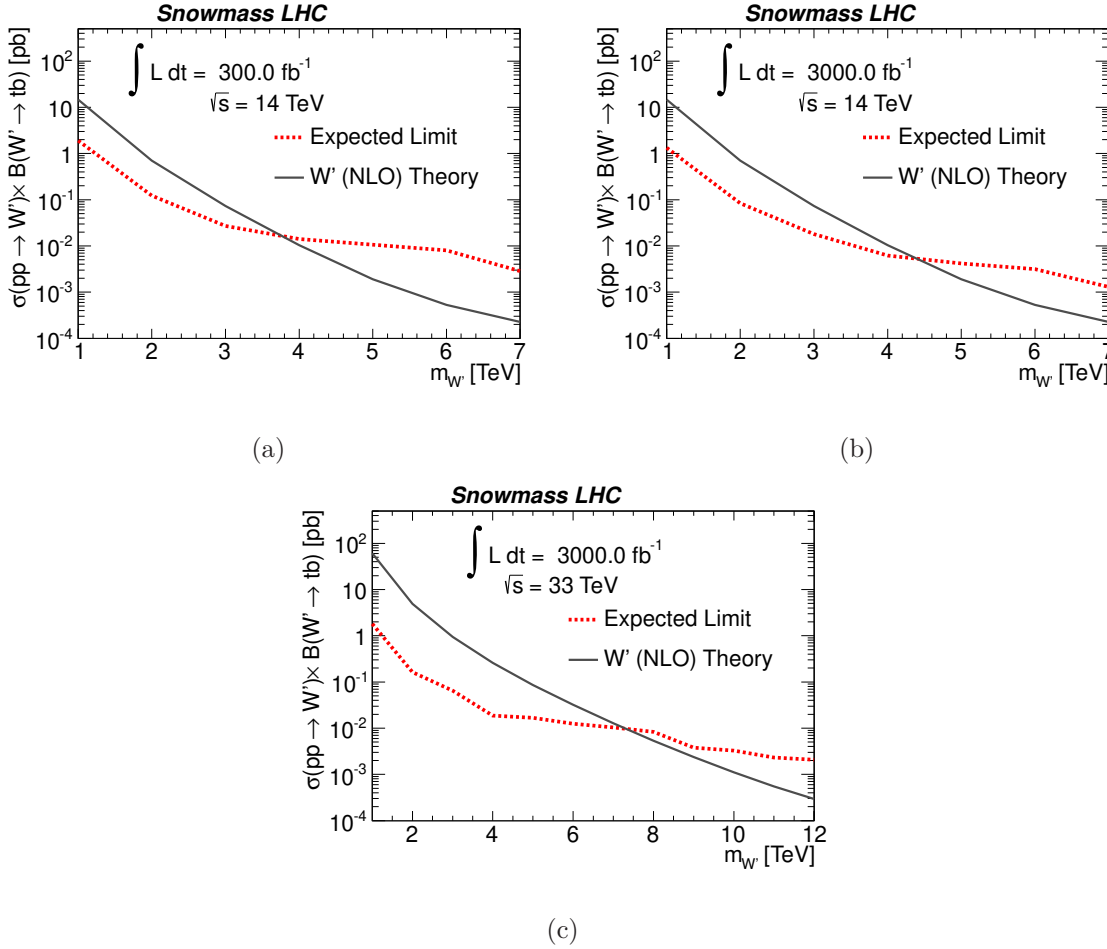 Snowmass LHC
σ(pp → W')× B(W' → tb) [pb]
10²
10
1
10⁻¹
10⁻²
10⁻³
10⁻⁴
∫ L dt = 300.0 fb⁻¹
√s = 14 TeV
Expected Limit
W' (NLO) Theory
1 2 3 4 5 6 7
m_W' [TeV]
(a)
Snowmass LHC
σ(pp → W')× B(W' → tb) [pb]
10²
10
1
10⁻¹
10⁻²
10⁻³
10⁻⁴
∫ L dt = 3000.0 fb⁻¹
√s = 14 TeV
Expected Limit
W' (NLO) Theory
1 2 3 4 5 6 7
m_W' [TeV]
(b)
Snowmass LHC
σ(pp → W')× B(W' → tb) [pb]
10²
10
1
10⁻¹
10⁻²
10⁻³
10⁻⁴
∫ L dt = 3000.0 fb⁻¹
√s = 33 TeV
Expected Limit
W' (NLO) Theory
2 4 6 8 10 12
m_W' [TeV]
(c)